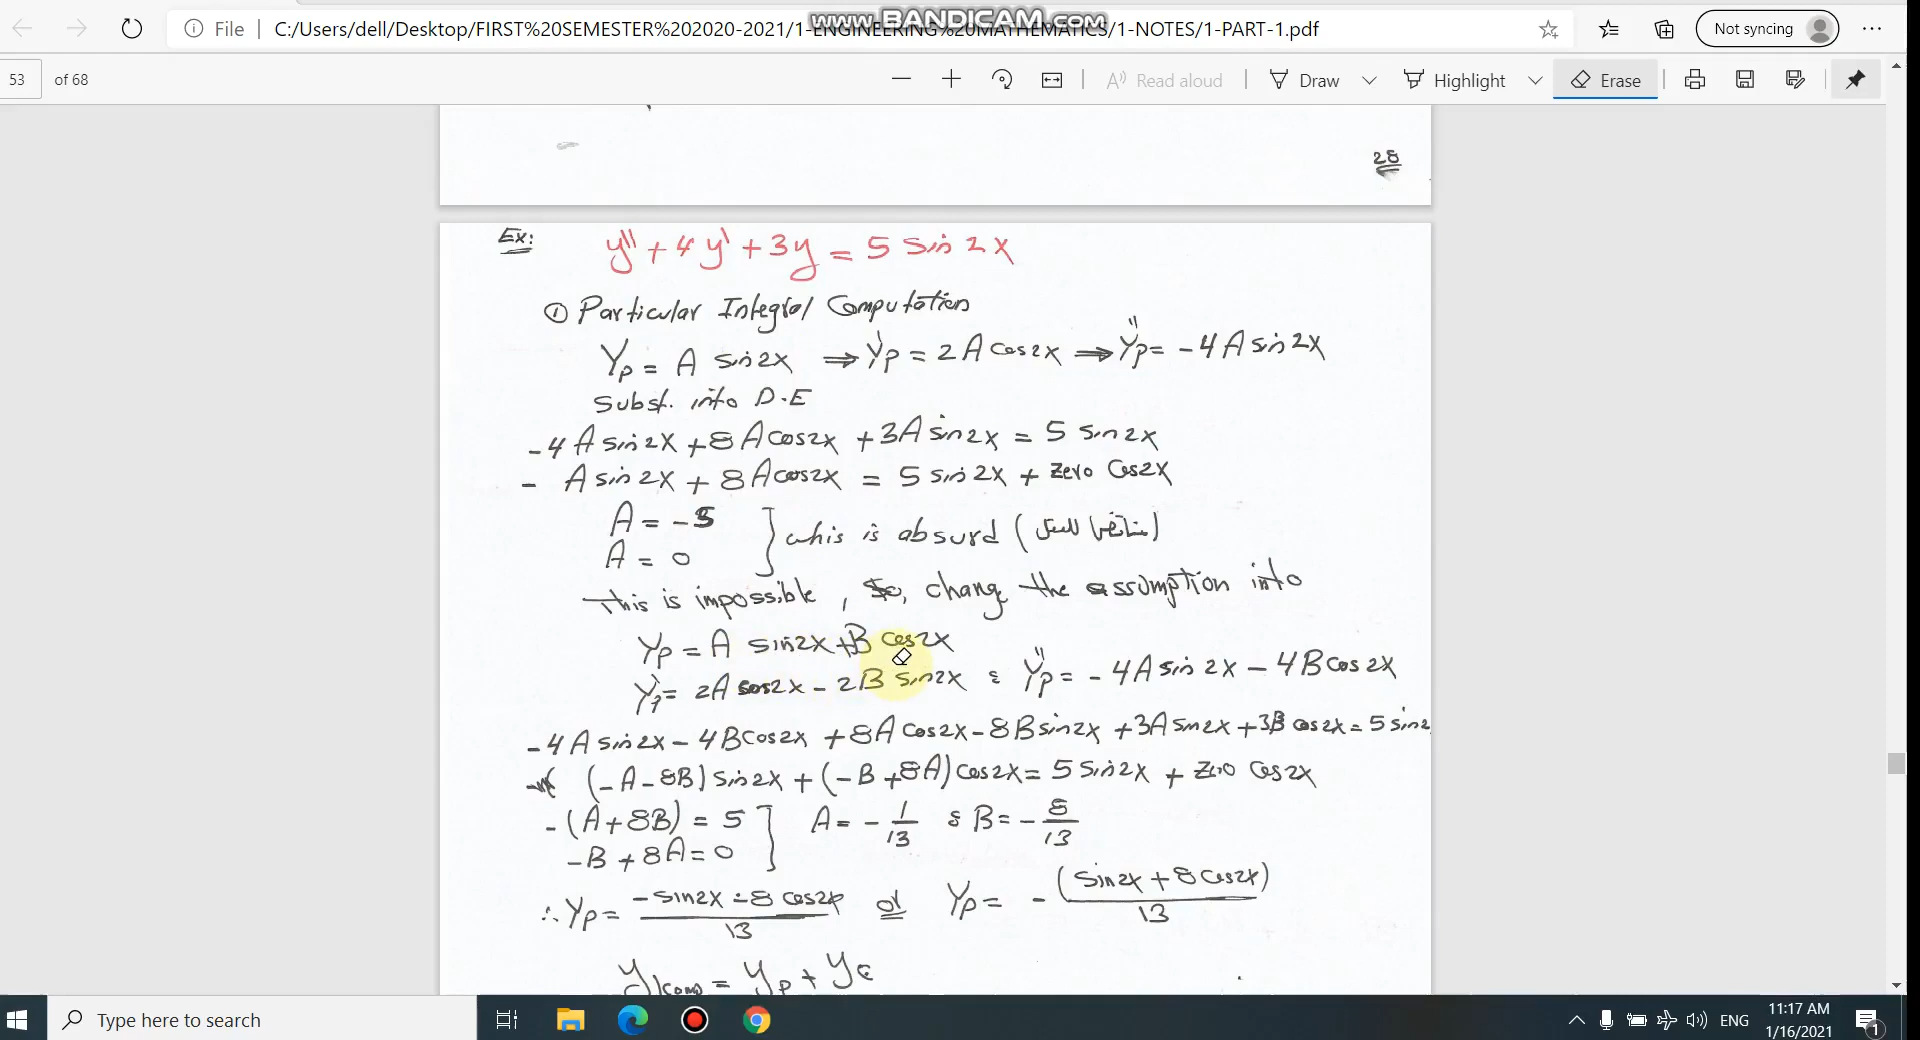 www.BANDICAM.com
File | C:/Users/dell/Desktop/FIRST%20SEMESTER%202020-2021/1-ENGINEERING%20MATHEMATICS/1-NOTES/1-PART-1.pdf
Not syncing
53 of 68
Read aloud
Draw
Highlight
Erase
28
Ex:
y'' + 4y' + 3y = 5 sin 2x
① Particular Integral Computation
Yp = A sin2x ⇒ Y'p = 2A cos2x ⇒ Y''p = -4A sin2x
Subst. into D.E
-4A sin2x + 8A cos2x + 3A sin2x = 5 sin2x
- A sin2x + 8A cos2x = 5 sin2x + zero cos2x
A = -5
A = 0 } whis is absurd (
This is impossible, so, change the assumption into
Yp = A sin2x + B cos2x
Y'p = 2A cos2x - 2B sin2x & Y''p = -4A sin2x - 4B cos2x
-4A sin2x - 4B cos2x + 8A cos2x - 8B sin2x + 3A sin2x + 3B cos2x = 5 sin2
(-A-8B) sin2x + (-B+8A) cos2x = 5 sin2x + zero cos2x
-(A+8B) = 5
-B + 8A = 0 } A = -1/13 & B = -8/13
∴ Yp = -sin2x - 8 cos2x / 13 or Yp = -(sin2x + 8 cos2x) / 13
= yp + yc
Type here to search
ENG
11:17 AM
1/16/2021
1